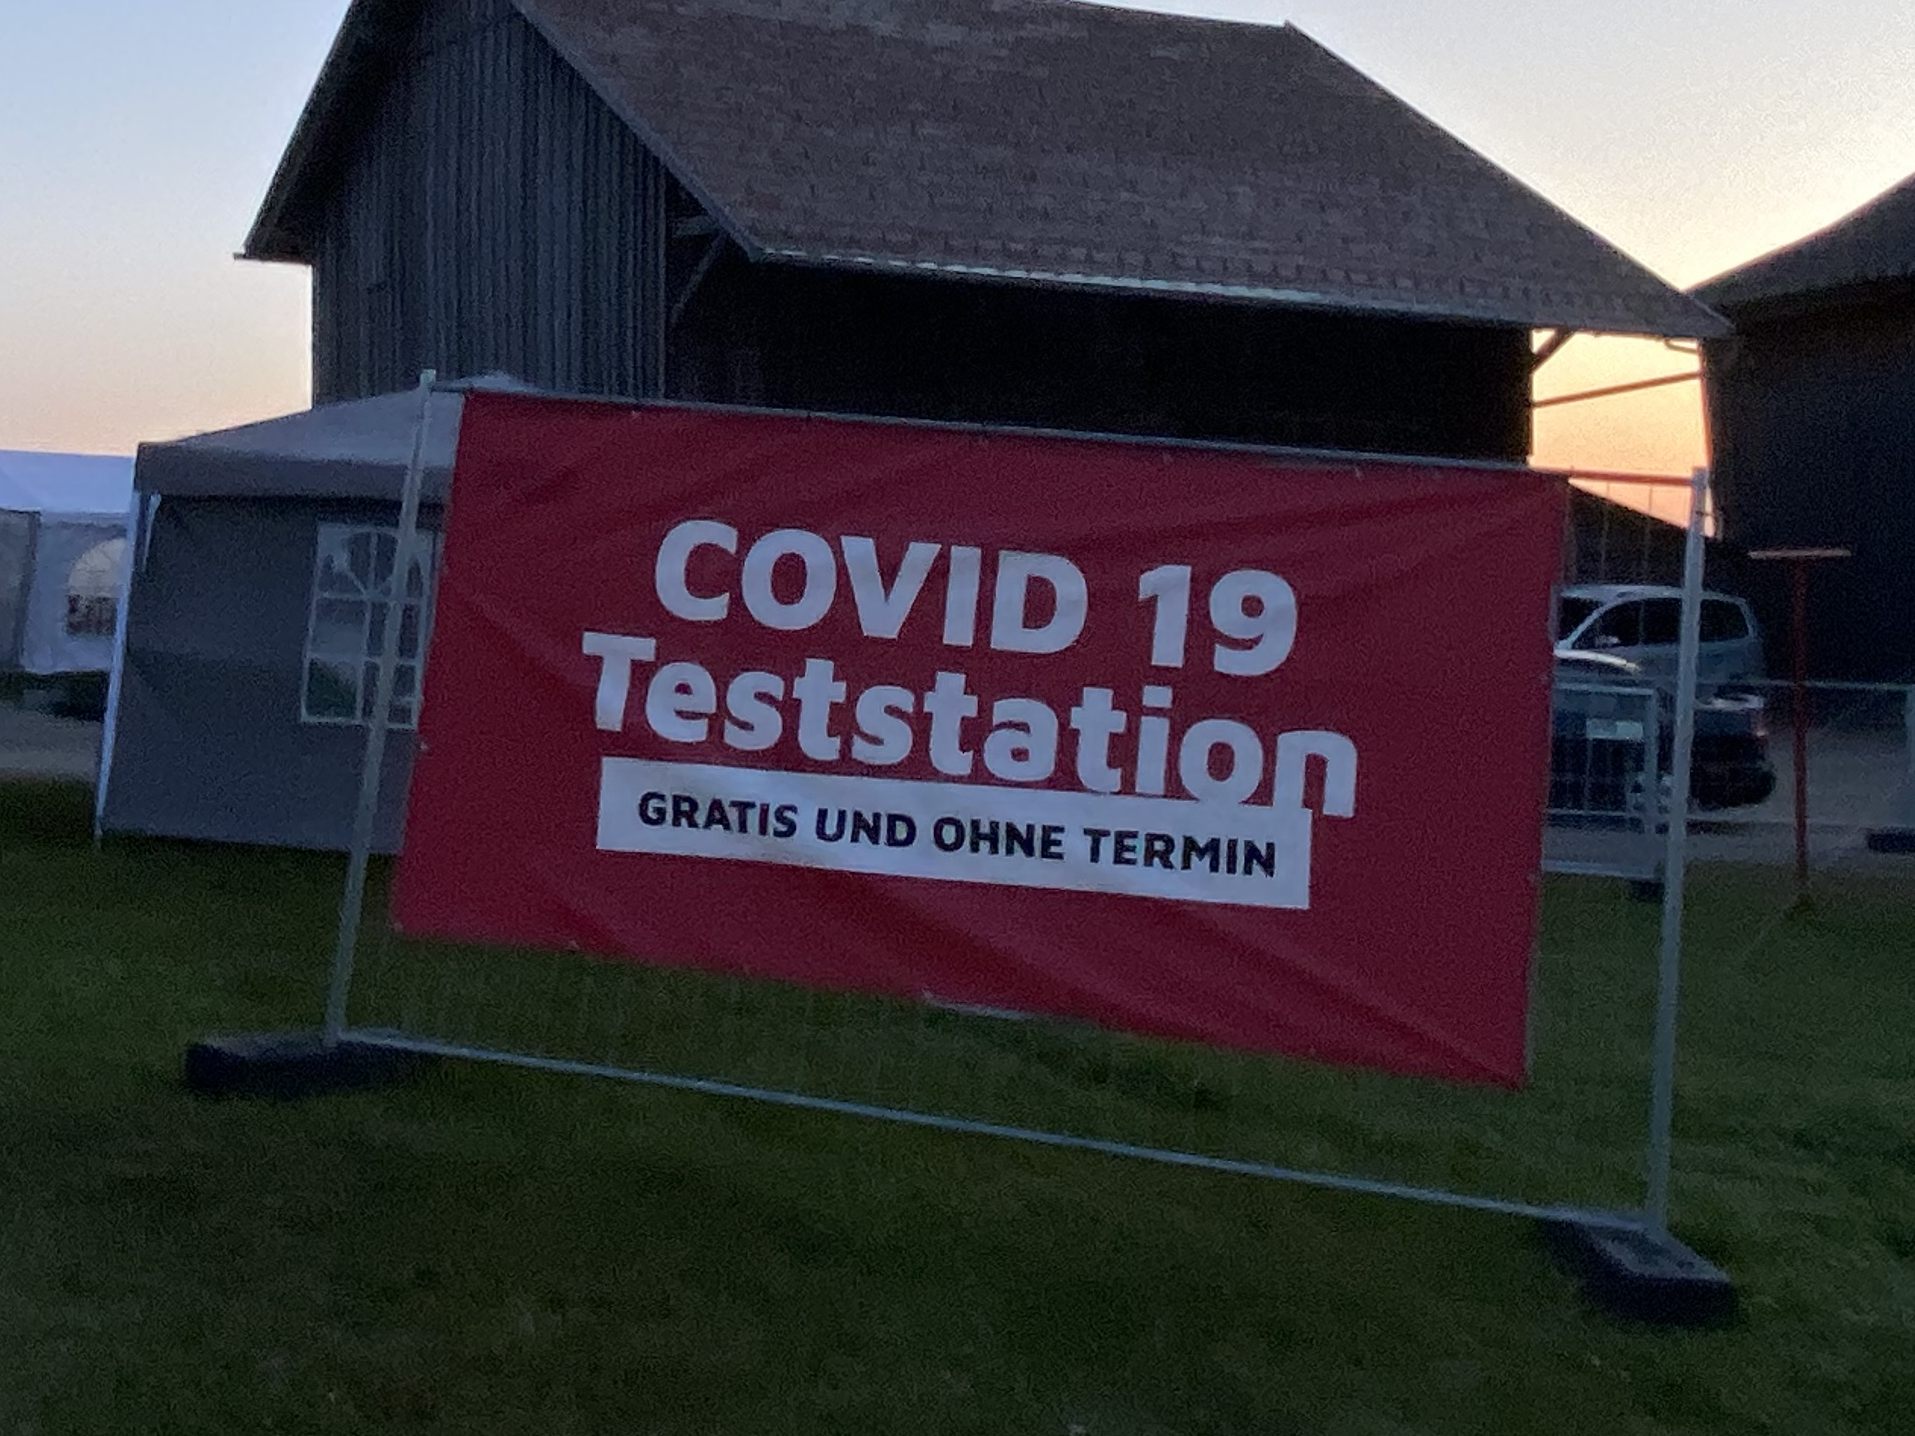 COVID 19
Teststation
GRATIS UND OHNE TERMIN